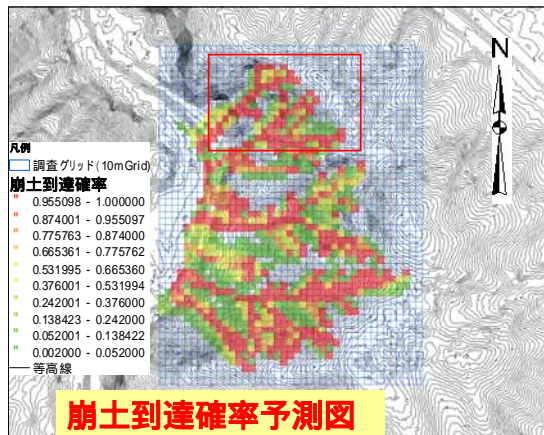 N
凡例
調査グリッド(10mGrid)
崩土到達確率
" 0.955098 - 1.000000
" 0.874001 - 0.955097
" 0.775763 - 0.874000
" 0.665361 - 0.775762
" 0.531995 - 0.665360
" 0.376001 - 0.531994
" 0.242001 - 0.376000
" 0.138423 - 0.242000
" 0.052001 - 0.138422
" 0.002000 - 0.052000
等高線
崩土到達確率予測図